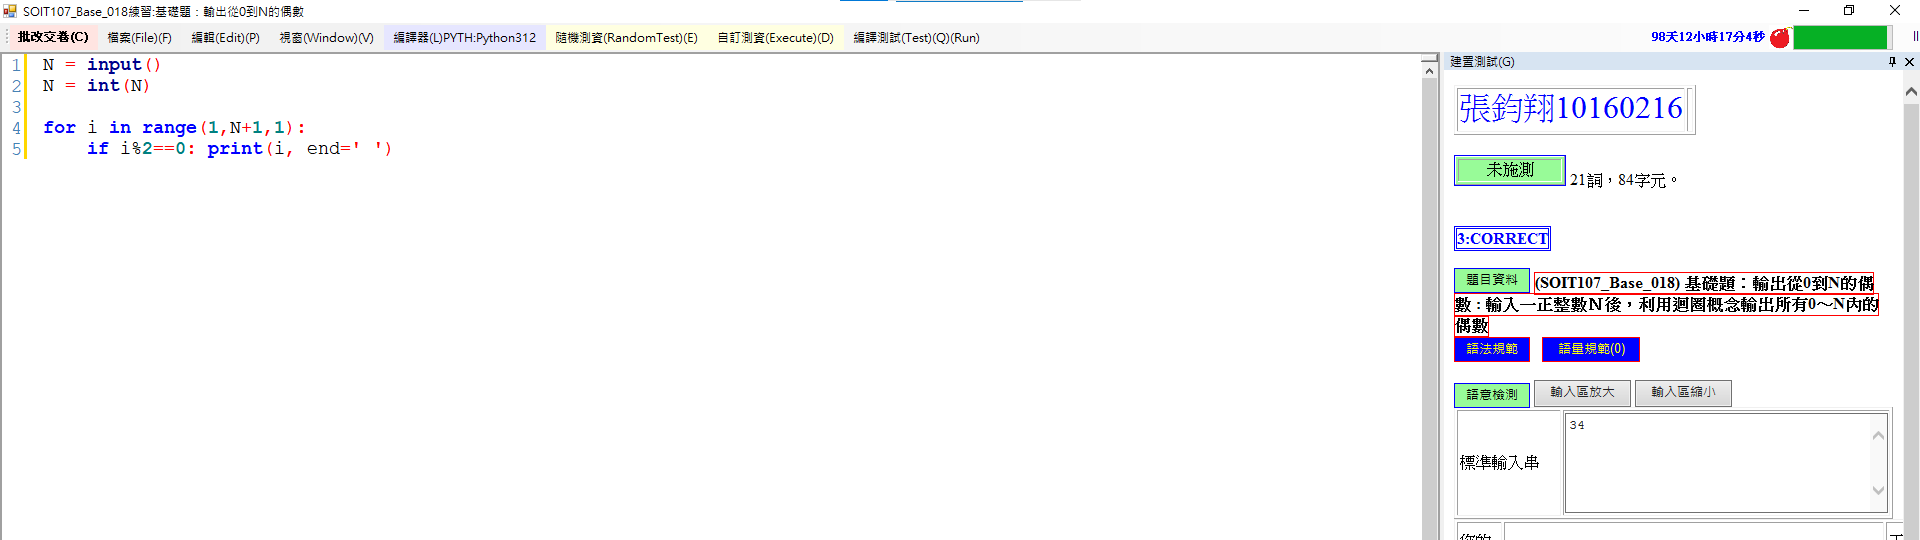 SOIT107_Base_018練習:基礎題：輸出從0到N的偶數
批改交卷(C) 檔案(File)(F) 編輯(Edit)(P) 視窗(Window)(V) 編譯器(L)PYTH:Python312 隨機測資(RandomTest)(E) 自訂測資(Execute)(D) 編譯測試(Test)(Q)(Run) 98天12小時17分4秒
1 N = input()
2 N = int(N)
3
4 for i in range(1,N+1,1):
5 if i%2==0: print(i, end=' ')
建置測試(G)
張鈞翔10160216
未施測 21詞，84字元。
3:CORRECT
題目資料 (SOIT107_Base_018) 基礎題：輸出從0到N的偶
數 : 輸入一正整數Ｎ後，利用迴圈概念輸出所有0～N內的
偶數
語法規範 語量規範(0)
語意檢測 輸入區放大 輸入區縮小
標準輸入串 34